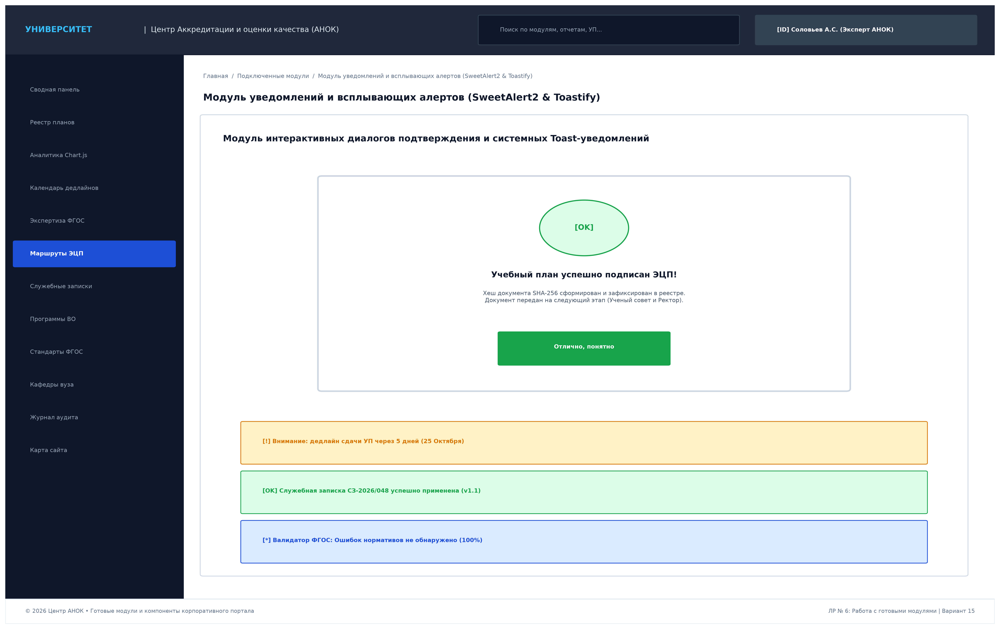 УНИВЕРСИТЕТ | Центр Аккредитации и оценки качества (АНОК)
Поиск по модулям, отчетам, УП...
[ID] Соловьев А.С. (Эксперт АНОК)
Сводная панель
Реестр планов
Аналитика Chart.js
Календарь дедлайнов
Экспертиза ФГОС
Маршруты ЭЦП
Служебные записки
Программы ВО
Стандарты ФГОС
Кафедры вуза
Журнал аудита
Карта сайта
Главная / Подключенные модули / Модуль уведомлений и всплывающих алертов (SweetAlert2 & Toastify)
Модуль уведомлений и всплывающих алертов (SweetAlert2 & Toastify)
Модуль интерактивных диалогов подтверждения и системных Toast-уведомлений
[OK]
Учебный план успешно подписан ЭЦП!
Хеш документа SHA-256 сформирован и зафиксирован в реестре.
Документ передан на следующий этап (Ученый совет и Ректор).
Отлично, понятно
[!] Внимание: дедлайн сдачи УП через 5 дней (25 Октября)
[OK] Служебная записка СЗ-2026/048 успешно применена (v1.1)
[*] Валидатор ФГОС: Ошибок нормативов не обнаружено (100%)
© 2026 Центр АНОК • Готовые модули и компоненты корпоративного портала
ЛР № 6: Работа с готовыми модулями | Вариант 15